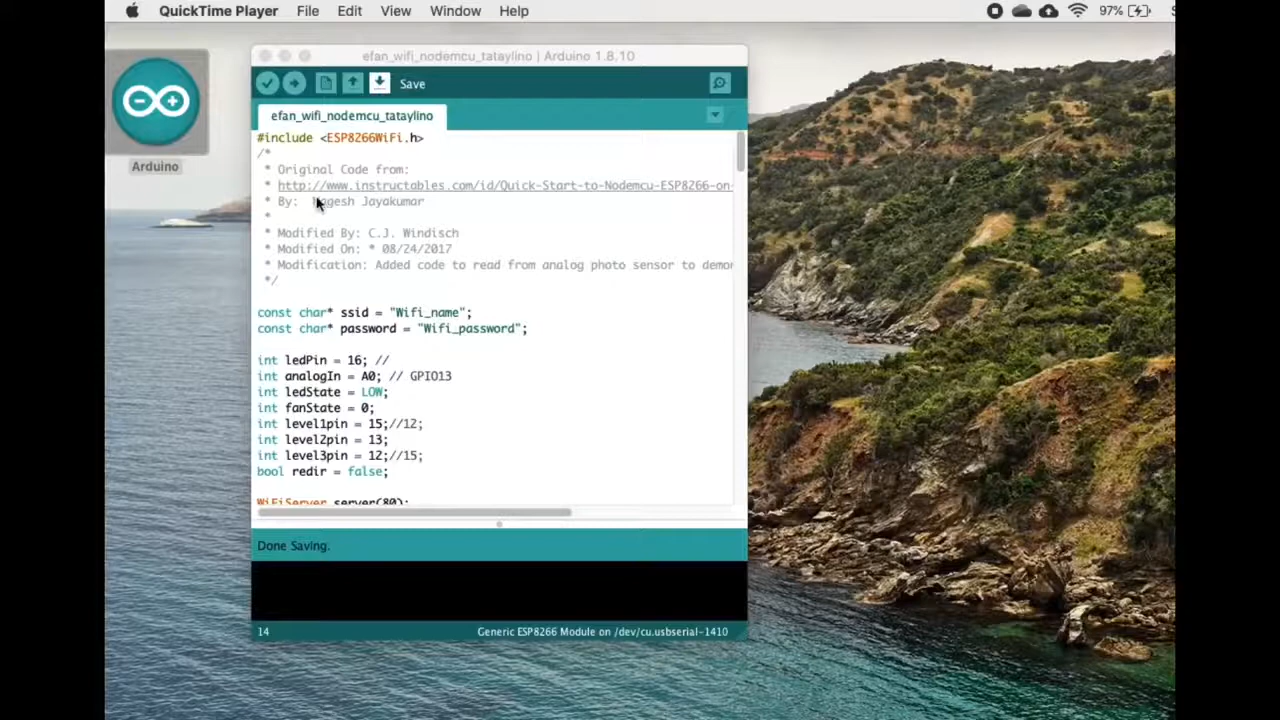 QuickTime Player File Edit View Window Help 97%
efan_wifi_nodemcu_tataylino | Arduino 1.8.10
Save
efan_wifi_nodemcu_tataylino
Arduino
#include <ESP8266WiFi.h>
/*
* Original Code from:
* http://www.instructables.com/id/Quick-Start-to-Nodemcu-ESP8266-on-
* By: Jayakumar
*
* Modified By: C.J. Windisch
* Modified On: * 08/24/2017
* Modification: Added code to read from analog photo sensor to demon
*/
const char* ssid = "Wifi_name";
const char* password = "Wifi_password";
int ledPin = 16; //
int analogIn = A0; // GPIO13
int ledState = LOW;
int fanState = 0;
int level1pin = 15;//12;
int level2pin = 13;
int level3pin = 12;//15;
bool redir = false;
WiFiServer server(80);
Done Saving.
14 Generic ESP8266 Module on /dev/cu.usbserial-1410